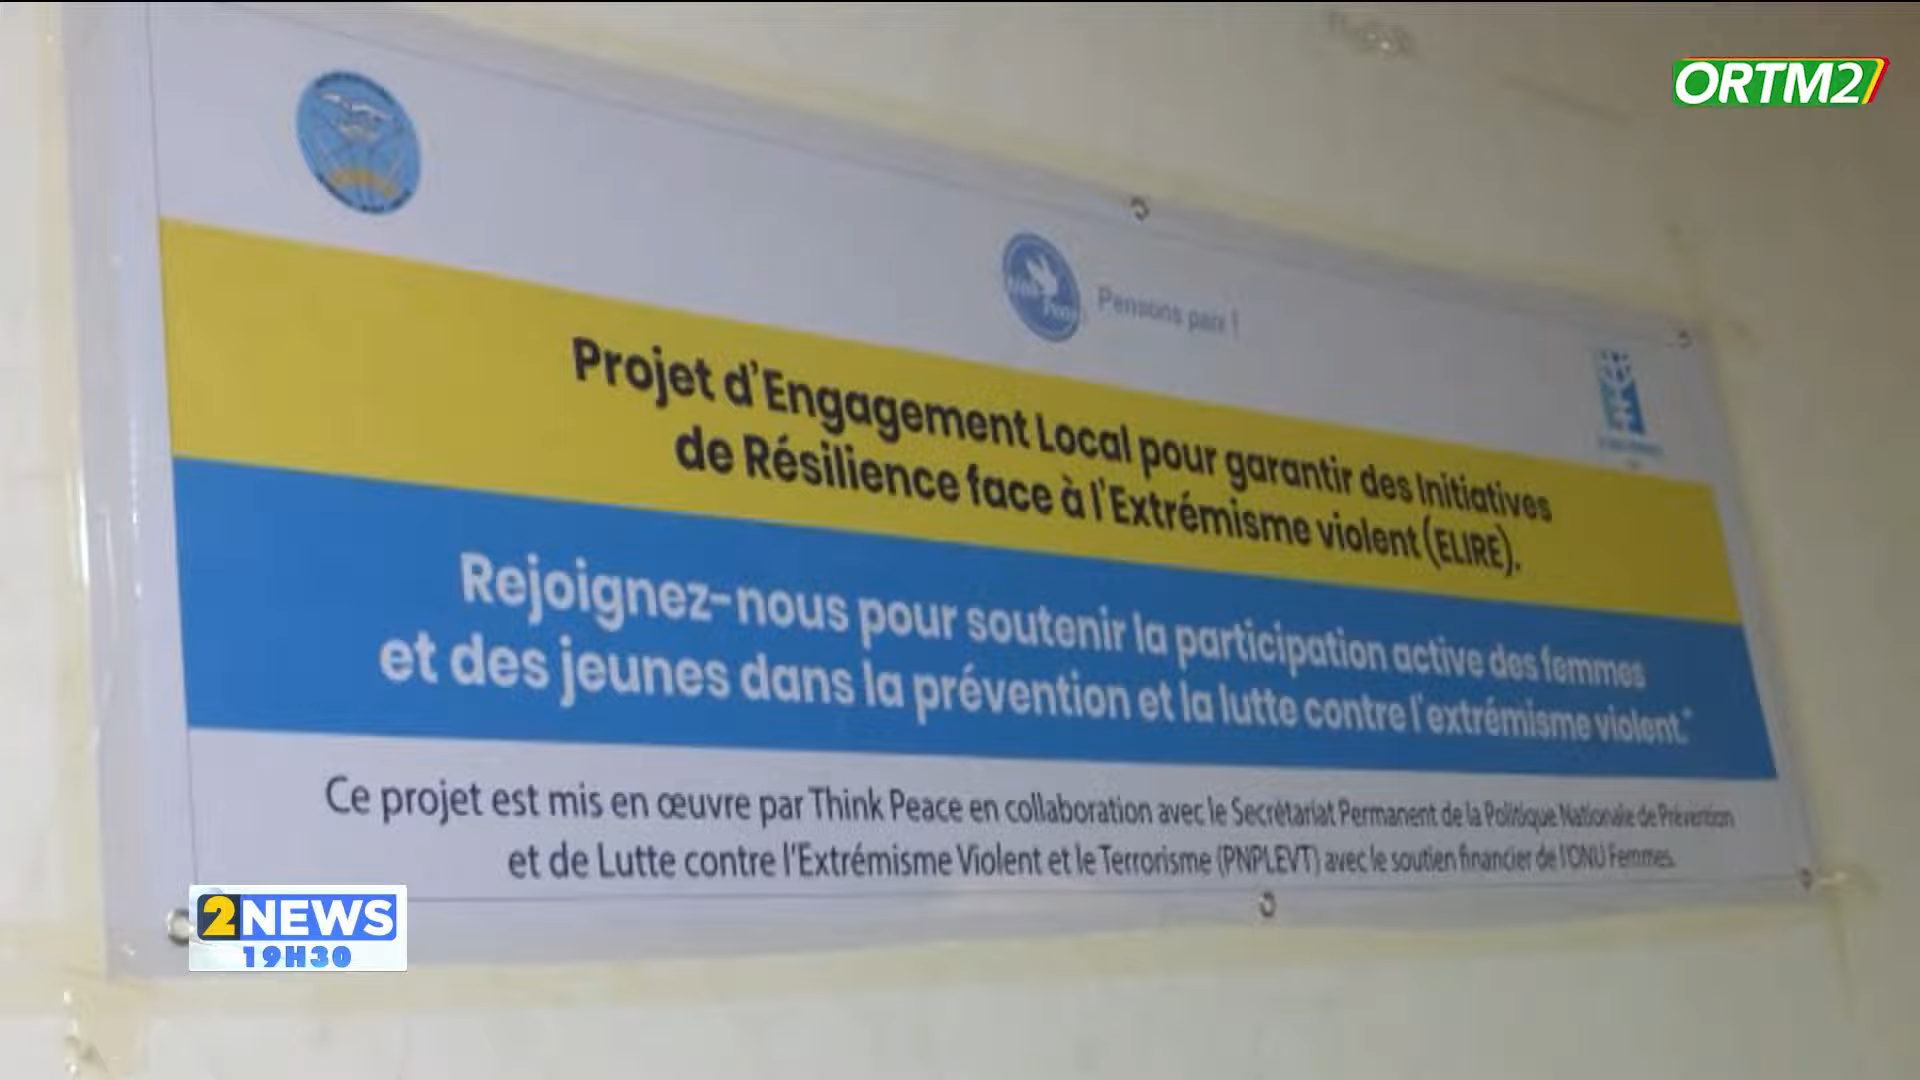 ORTM2
Pensons paix !
Projet d'Engagement Local pour garantir des Initiatives
de Résilience face à l'Extrémisme violent (ELIRE).
Rejoignez-nous pour soutenir la participation active des femmes
et des jeunes dans la prévention et la lutte contre l'extrémisme violent."
Ce projet est mis en œuvre par Think Peace en collaboration avec le Secrétariat Permanent de la Politique Nationale de Prévention
et de Lutte contre l'Extrémisme Violent et le Terrorisme (PNPLEVT) avec le soutien financier de l'ONU Femmes.
2NEWS
19H30